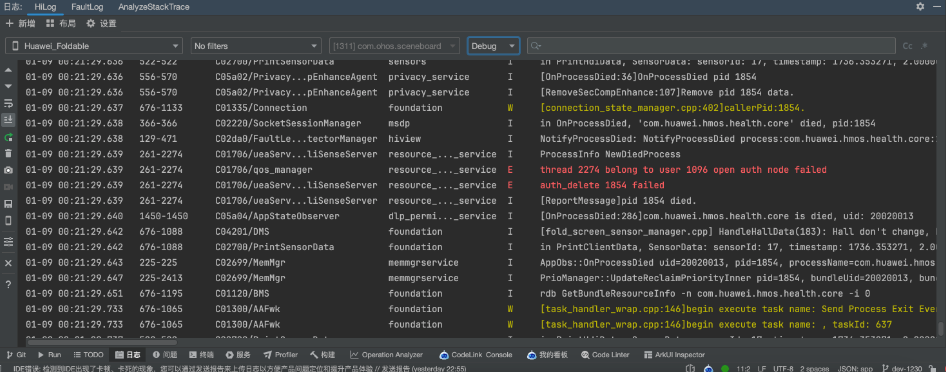 日志: HiLog FaultLog AnalyzeStackTrace
新增 布局 设置
Huawei_Foldable No filters [1311] com.ohos.sceneboard Debug Cc
01-09 00:21:29.636 522-522 C02700/PrintSensorData sensors I in PrintHdiData, SensorData: sensorId: 17, timestamp: 1736.353271, 2.00000
01-09 00:21:29.636 556-570 C05a02/Privacy...pEnhanceAgent privacy_service I [OnProcessDied:36]OnProcessDied pid 1854
01-09 00:21:29.636 556-570 C05a02/Privacy...pEnhanceAgent privacy_service I [RemoveSecCompEnhance:107]Remove pid 1854 data.
01-09 00:21:29.637 676-1133 C01335/Connection foundation W [connection_state_manager.cpp:402]callerPid:1854.
01-09 00:21:29.638 366-366 C02220/SocketSessionManager msdp I in OnProcessDied, 'com.huawei.hmos.health.core' died, pid:1854
01-09 00:21:29.638 129-471 C02da0/FaultLe...tectorManager hiview I NotifyProcessDied: NotifyProcessDied process:com.huawei.hmos.health.core:
01-09 00:21:29.639 261-2274 C01706/ueaServ...liSenseServer resource_..._service I ProcessInfo NewDiedProcess
01-09 00:21:29.639 261-2274 C01706/qos_manager resource_..._service E thread 2274 belong to user 1096 open auth node failed
01-09 00:21:29.639 261-2274 C01706/ueaServ...liSenseServer resource_..._service E auth_delete 1854 failed
01-09 00:21:29.639 261-2274 C01706/ueaServ...liSenseServer resource_..._service I [ReportMessage]pid 1854 died.
01-09 00:21:29.640 1450-1450 C05a04/AppStateObserver dlp_permi..._service I [OnProcessDied:286]com.huawei.hmos.health.core is died, uid: 20020013
01-09 00:21:29.642 676-1088 C04201/DMS foundation I [fold_screen_sensor_manager.cpp] HandleHallData(183): Hall don't change,
01-09 00:21:29.642 676-1088 C02700/PrintSensorData foundation I in PrintClientData, SensorData: sensorId: 17, timestamp: 1736.353271, 2.0
01-09 00:21:29.643 225-225 C02699/MemMgr memmgrservice I AppObs::OnProcessDied uid=20020013, pid=1854, processName=com.huawei.hmos
01-09 00:21:29.647 225-2413 C02699/MemMgr memmgrservice I PrioManager::UpdateReclaimPriorityInner pid=1854, bundleUid=20020013, bun
01-09 00:21:29.651 676-1195 C01120/BMS foundation I rdb GetBundleResourceInfo -n com.huawei.hmos.health.core -i 0
01-09 00:21:29.733 676-1065 C01300/AAFwk foundation W [task_handler_wrap.cpp:146]begin execute task name: Send Process Exit Eve
01-09 00:21:29.733 676-1065 C01300/AAFwk foundation W [task_handler_wrap.cpp:146]begin execute task name: , taskId: 637
Git Run TODO 日志 问题 终端 服务 Profiler 构建 Operation Analyzer CodeLink Console 我的看板 Code Linter ArkUI Inspector
IDE错误: 检测到IDE出现了卡顿、卡死的现象，您可以通过发送报告来上传日志以方便产品问题定位和提升产品体验 // 发送报告 (yesterday 22:55) 11:2 LF UTF-8 2 spaces JSON: app dev-1230